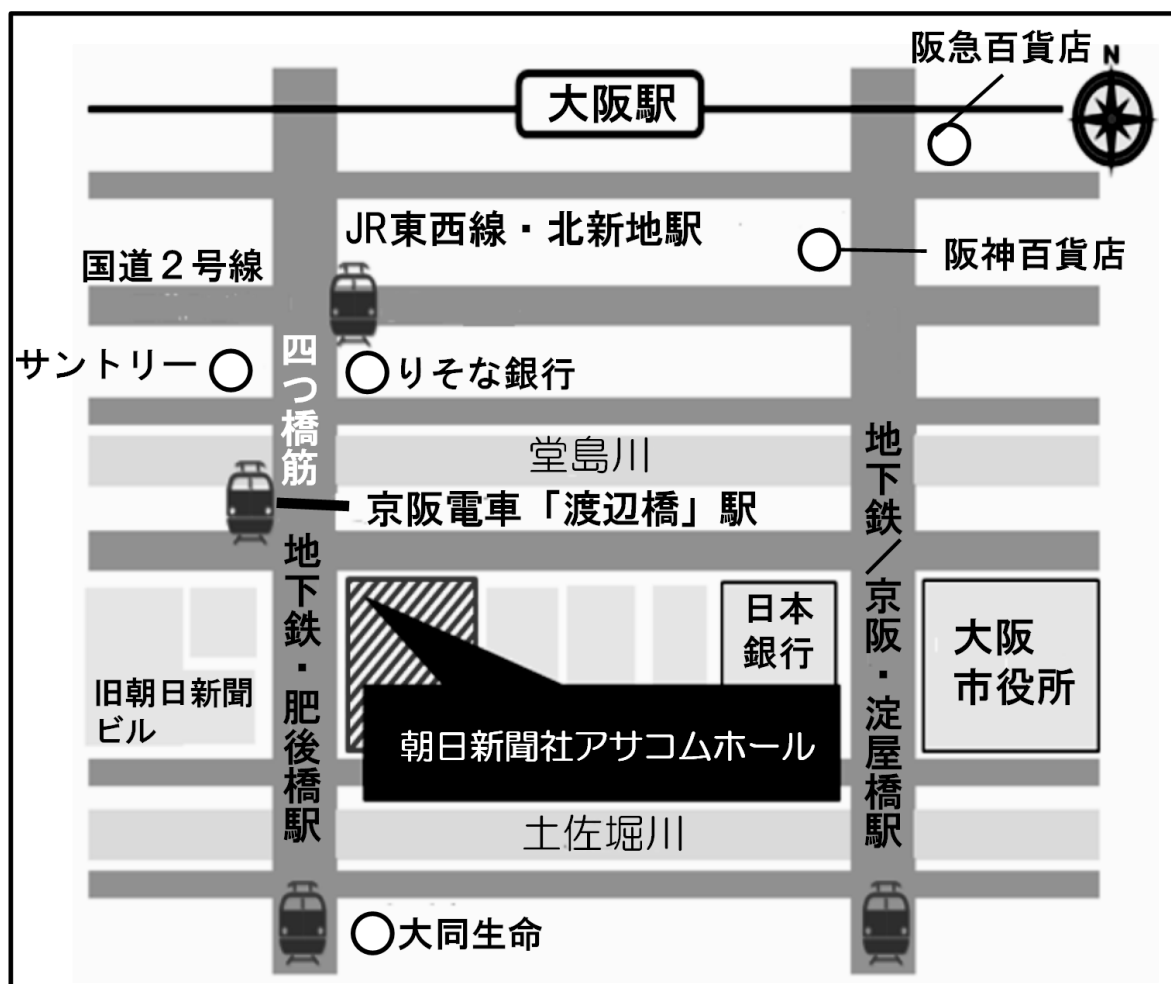 阪急百貨店
N
大阪駅
JR東西線・北新地駅
阪神百貨店
国道２号線
サントリー
四つ橋筋
りそな銀行
堂島川
京阪電車「渡辺橋」駅
地下鉄・肥後橋駅
地下鉄／京阪・淀屋橋駅
日本
銀行
大阪
市役所
旧朝日新聞
ビル
朝日新聞社アサコムホール
土佐堀川
大同生命